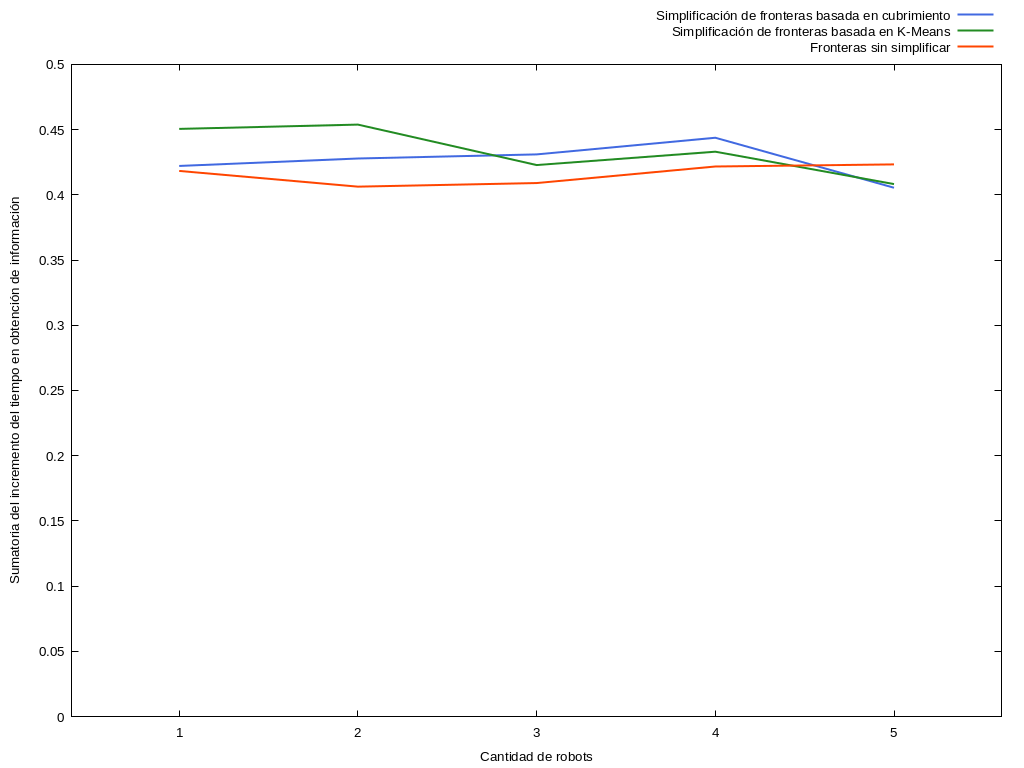 Simplificación de fronteras basada en cubrimiento
Simplificación de fronteras basada en K-Means
Fronteras sin simplificar
0.5
0.45
0.4
0.35
0.3
0.25
0.2
0.15
0.1
0.05
0
Sumatoria del incremento del tiempo en obtención de información
1 2 3 4 5
Cantidad de robots